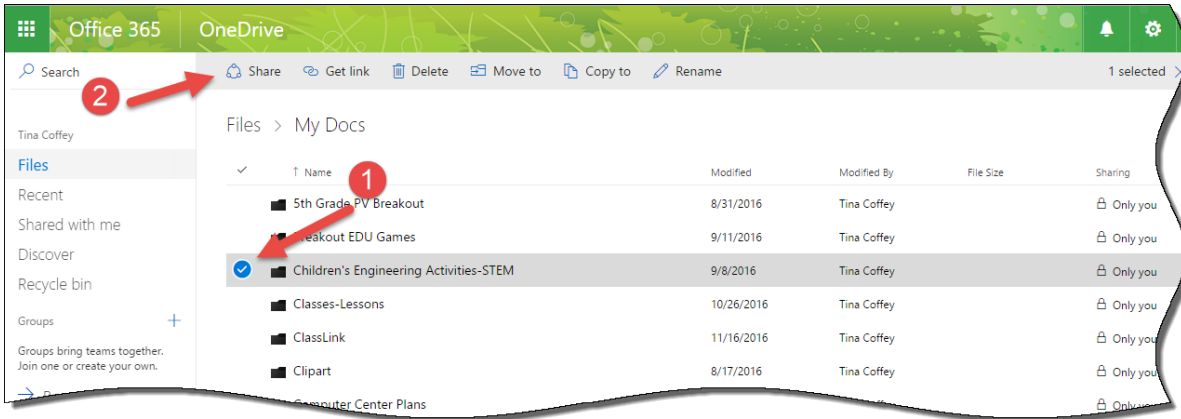 Office 365 OneDrive
Search Share Get link Delete Move to Copy to Rename 1 selected
2
Files > My Docs
Tina Coffey
Files
Recent
Shared with me
Discover
Recycle bin
Groups +
Groups bring teams together.
Join one or create your own.
↑ Name Modified Modified By File Size Sharing
1
5th Grade PV Breakout 8/31/2016 Tina Coffey Only you
Breakout EDU Games 9/11/2016 Tina Coffey Only you
Children's Engineering Activities-STEM 9/8/2016 Tina Coffey Only you
Classes-Lessons 10/26/2016 Tina Coffey Only you
ClassLink 11/16/2016 Tina Coffey Only you
Clipart 8/17/2016 Tina Coffey Only you
Computer Center Plans Only you